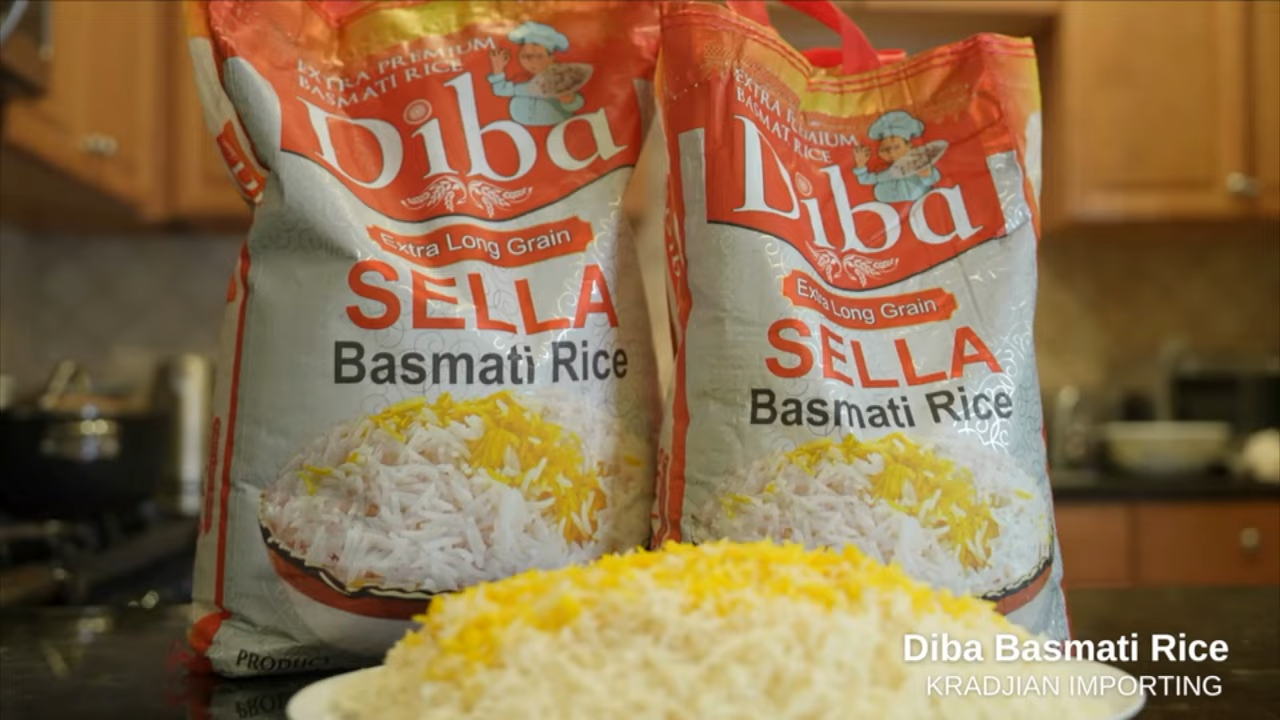 EXTRA PREMIUM
BASMATI RICE
Diba
Extra Long Grain
SELLA
Basmati Rice
EXTRA PREMIUM
BASMATI RICE
Diba
Extra Long Grain
SELLA
Basmati Rice
Diba Basmati Rice
KRADJIAN IMPORTING